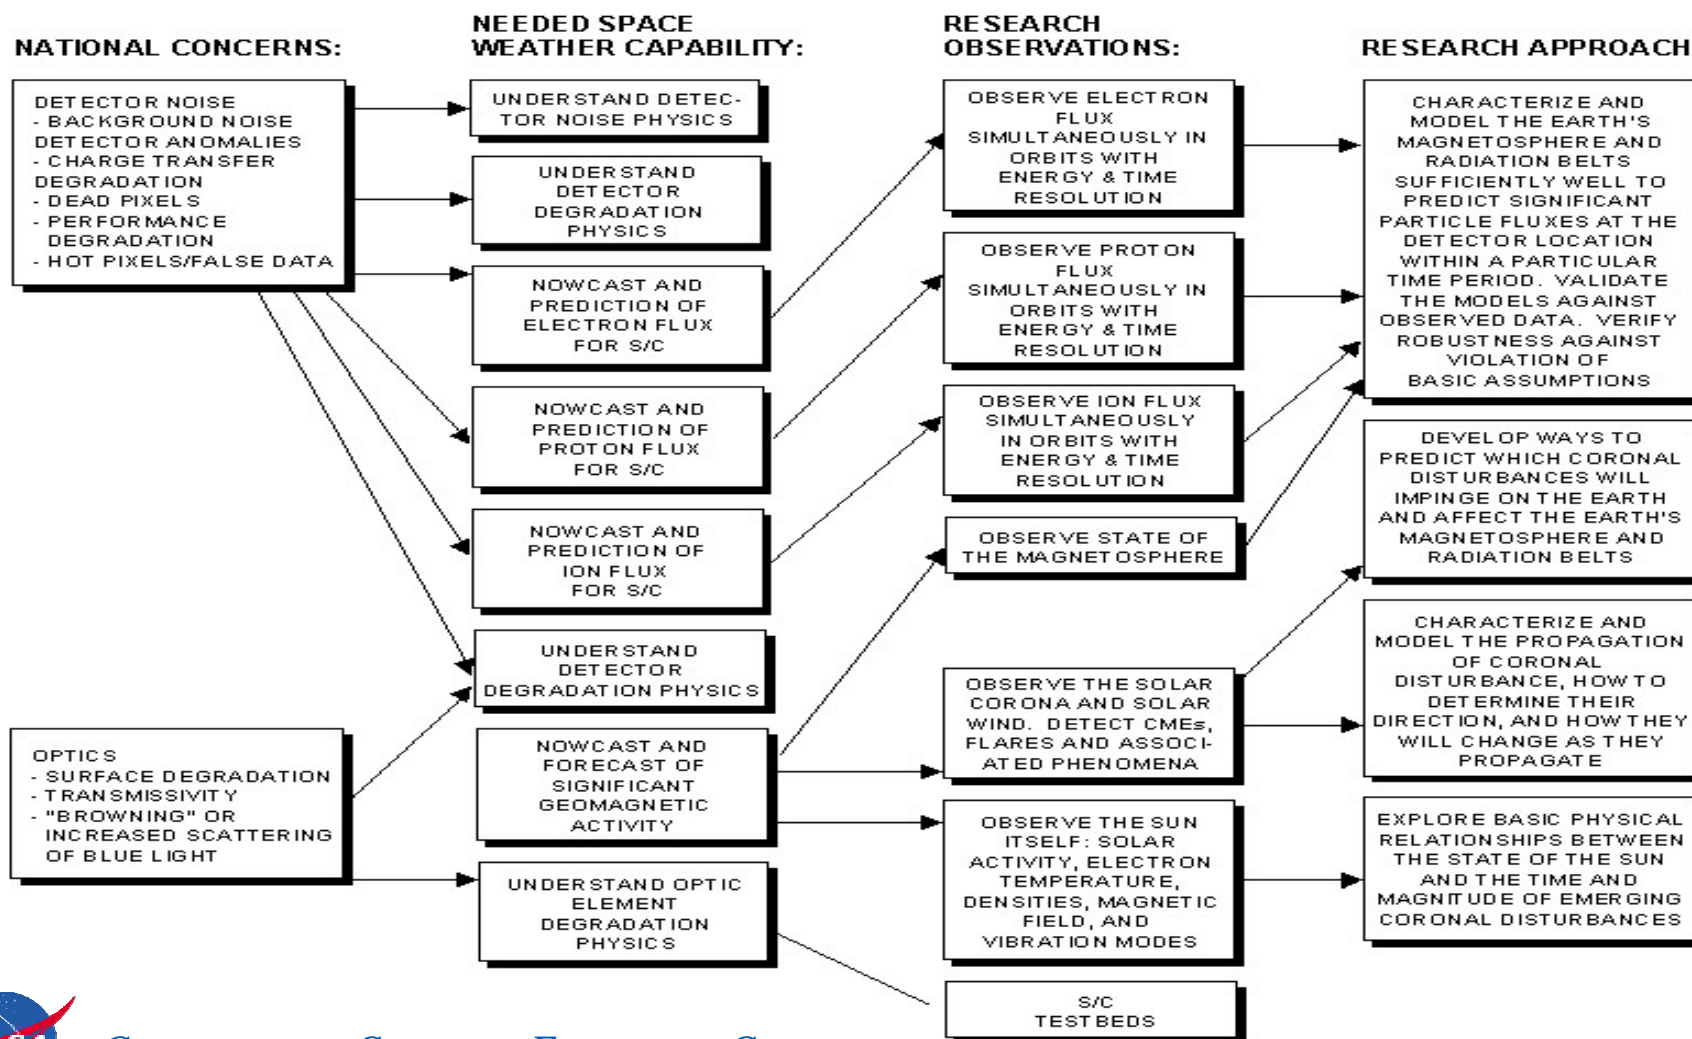 NATIONAL CONCERNS:
DETECTOR NOISE
- BACKGROUND NOISE
DETECTOR ANOMALIES
- CHARGE TRANSFER
DEGRADATION
- DEAD PIXELS
- PERFORMANCE
DEGRADATION
- HOT PIXELS/FALSE DATA
OPTICS
- SURFACE DEGRADATION
- TRANSMISSIVITY
- "BROWNING" OR
INCREASED SCATTERING
OF BLUE LIGHT
NEEDED SPACE
WEATHER CAPABILITY:
UNDERSTAND DETEC-
TOR NOISE PHYSICS
UNDERSTAND
DETECTOR
DEGRADATION
PHYSICS
NOWCAST AND
PREDICTION OF
ELECTRON FLUX
FOR S/C
NOWCAST AND
PREDICTION OF
PROTON FLUX
FOR S/C
NOWCAST AND
PREDICTION OF
ION FLUX
FOR S/C
UNDERSTAND
DETECTOR
DEGRADATION PHYSICS
NOWCAST AND
FORECAST OF
SIGNIFICANT
GEOMAGNETIC
ACTIVITY
UNDERSTAND OPTIC
ELEMENT
DEGRADATION
PHYSICS
RESEARCH
OBSERVATIONS:
OBSERVE ELECTRON
FLUX
SIMULTANEOUSLY IN
ORBITS WITH
ENERGY & TIME
RESOLUTION
OBSERVE PROTON
FLUX
SIMULTANEOUSLY IN
ORBITS WITH
ENERGY & TIME
RESOLUTION
OBSERVE ION FLUX
SIMULTANEOUSLY
IN ORBITS WITH
ENERGY & TIME
RESOLUTION
OBSERVE STATE OF
THE MAGNETOSPHERE
OBSERVE THE SOLAR
CORONA AND SOLAR
WIND. DETECT CMEs,
FLARES AND ASSOCI-
ATED PHENOMENA
OBSERVE THE SUN
ITSELF: SOLAR
ACTIVITY, ELECTRON
TEMPERATURE,
DENSITIES, MAGNETIC
FIELD, AND
VIBRATION MODES
S/C
TESTBEDS
RESEARCH APPROACH
CHARACTERIZE AND
MODEL THE EARTH'S
MAGNETOSPHERE AND
RADIATION BELTS
SUFFICIENTLY WELL TO
PREDICT SIGNIFICANT
PARTICLE FLUXES AT THE
DETECTOR LOCATION
WITHIN A PARTICULAR
TIME PERIOD. VALIDATE
THE MODELS AGAINST
OBSERVED DATA. VERIFY
ROBUSTNESS AGAINST
VIOLATION OF
BASIC ASSUMPTIONS
DEVELOP WAYS TO
PREDICT WHICH CORONAL
DISTURBANCES WILL
IMPINGE ON THE EARTH
AND AFFECT THE EARTH'S
MAGNETOSPHERE AND
RADIATION BELTS
CHARACTERIZE AND
MODEL THE PROPAGATION
OF CORONAL
DISTURBANCE, HOW TO
DETERMINE THEIR
DIRECTION, AND HOW THEY
WILL CHANGE AS THEY
PROPAGATE
EXPLORE BASIC PHYSICAL
RELATIONSHIPS BETWEEN
THE STATE OF THE SUN
AND THE TIME AND
MAGNITUDE OF EMERGING
CORONAL DISTURBANCES